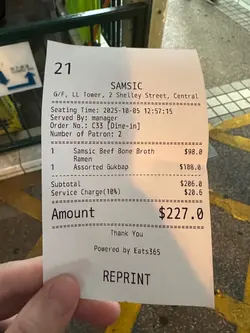 21
SAMSIC
G/F, LL Tower, 2 Shelley Street, Central
Seating Time: 2025-10-05 12:57:15
Served By: manager
Order No.: C33 [Dine-in]
Number of Patron: 2
1 Samsic Beef Bone Broth Ramen $98.0
1 Assorted Gukbap $108.0
Subtotal $206.0
Service Charge(10%) $20.6
Amount $227.0
Thank You
Powered by Eats365
REPRINT